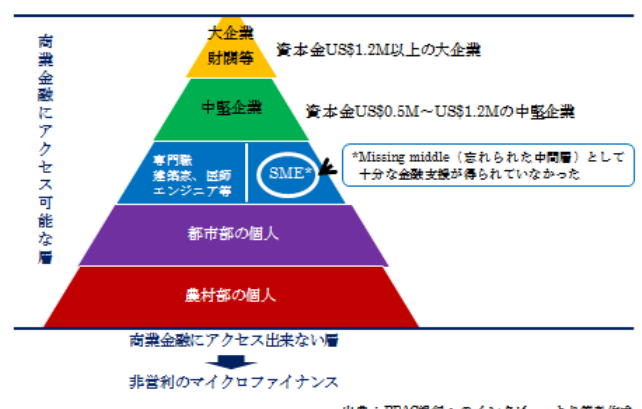 商業金融にアクセス可能な層
大企業
財閥等
資本金US$1.2M以上の大企業
中堅企業
資本金US$0.5M~US$1.2Mの中堅企業
専門職
建築家、医師
エンジニア等
SME*
*Missing middle（忘れられた中間層）として
十分な金融支援が得られていなかった
都市部の個人
農村部の個人
商業金融にアクセス出来ない層
非営利のマイクロファイナンス